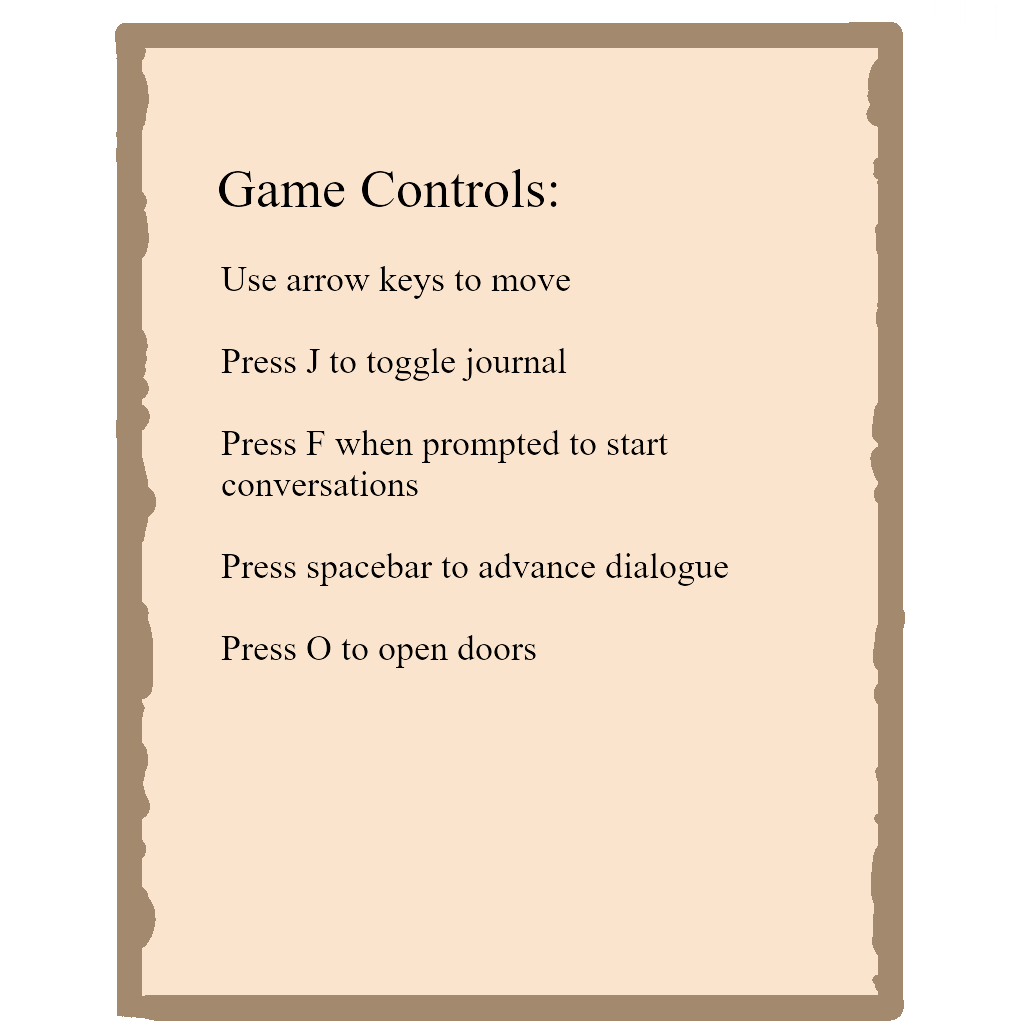 Game Controls:
Use arrow keys to move
Press J to toggle journal
Press F when prompted to start
conversations
Press spacebar to advance dialogue
Press O to open doors